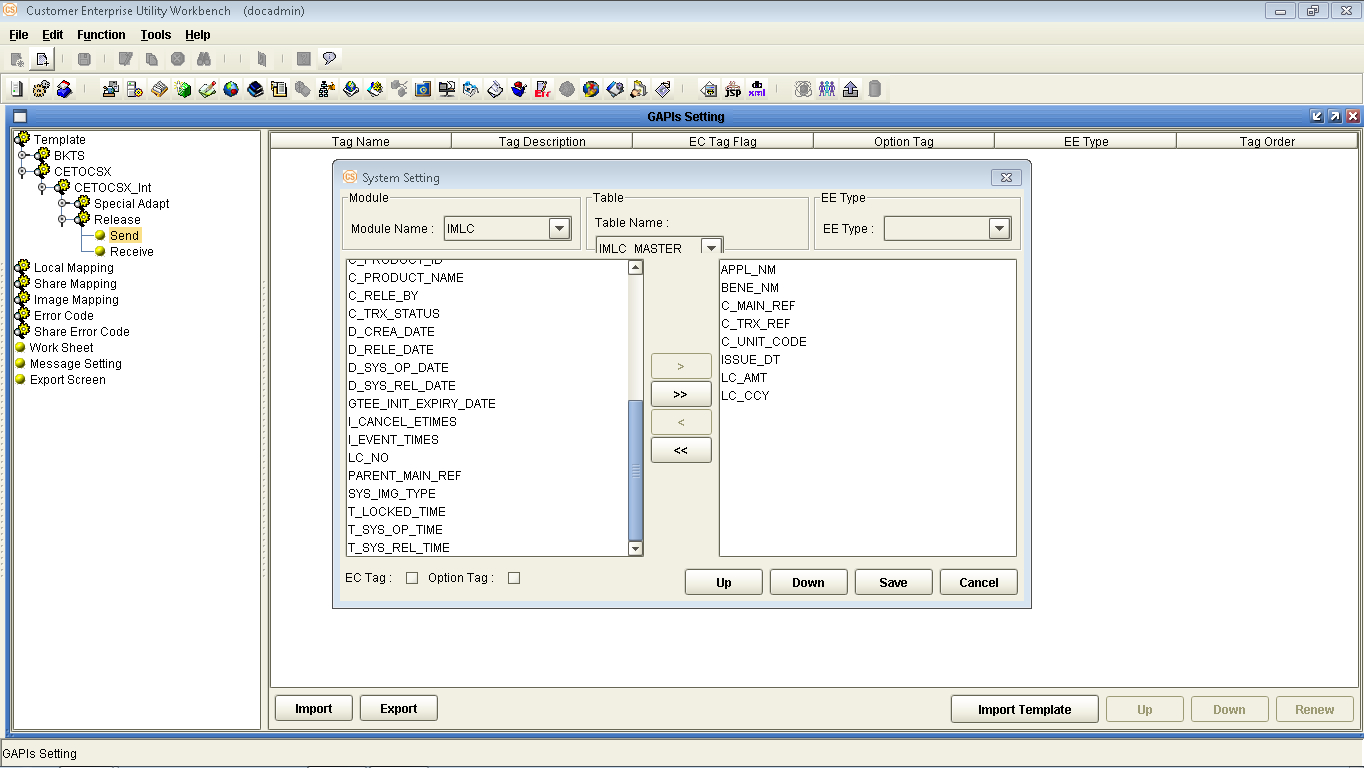 Customer Enterprise Utility Workbench (docadmin)
File Edit Function Tools Help
GAPIs Setting
Template
BKTS
CETOCSX
CETOCSX_Int
Special Adapt
Release
Send
Receive
Local Mapping
Share Mapping
Image Mapping
Error Code
Share Error Code
Work Sheet
Message Setting
Export Screen
Tag Name Tag Description EC Tag Flag Option Tag EE Type Tag Order
System Setting
Module
Module Name : IMLC
Table
Table Name :
IMLC_MASTER
EE Type
EE Type :
C_PRODUCT_ID
C_PRODUCT_NAME
C_RELE_BY
C_TRX_STATUS
D_CREA_DATE
D_RELE_DATE
D_SYS_OP_DATE
D_SYS_REL_DATE
GTEE_INIT_EXPIRY_DATE
I_CANCEL_ETIMES
I_EVENT_TIMES
LC_NO
PARENT_MAIN_REF
SYS_IMG_TYPE
T_LOCKED_TIME
T_SYS_OP_TIME
T_SYS_REL_TIME
>
>>
<
<<
APPL_NM
BENE_NM
C_MAIN_REF
C_TRX_REF
C_UNIT_CODE
ISSUE_DT
LC_AMT
LC_CCY
EC Tag : Option Tag :
Up Down Save Cancel
Import Export Import Template Up Down Renew
GAPIs Setting